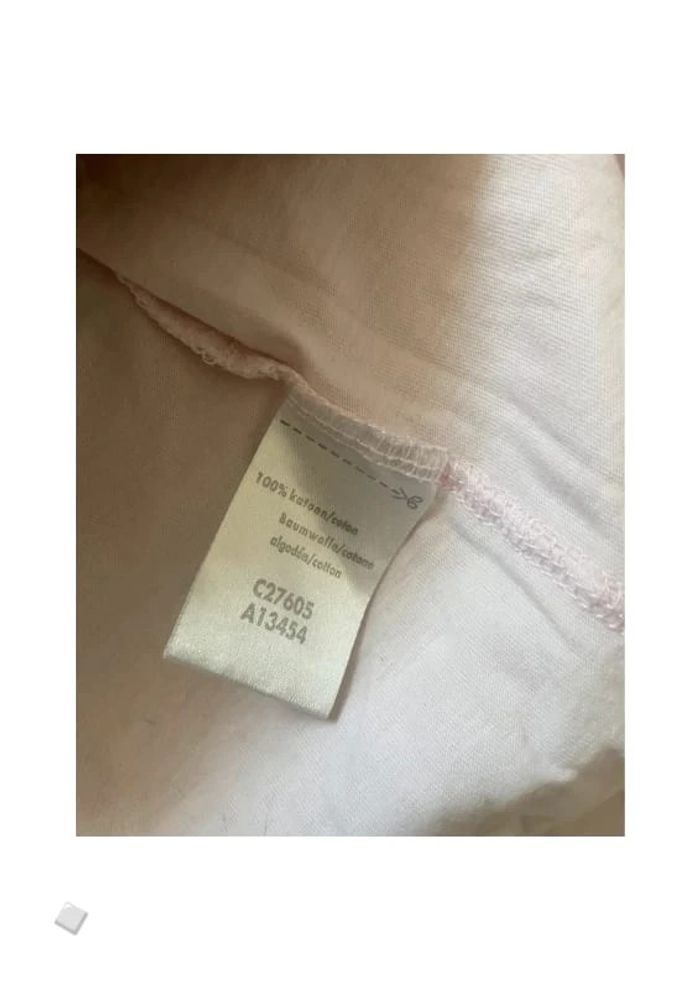 100% katoen/coton
Baumwolle/cotone
algodón/cotton
C27605
A13454